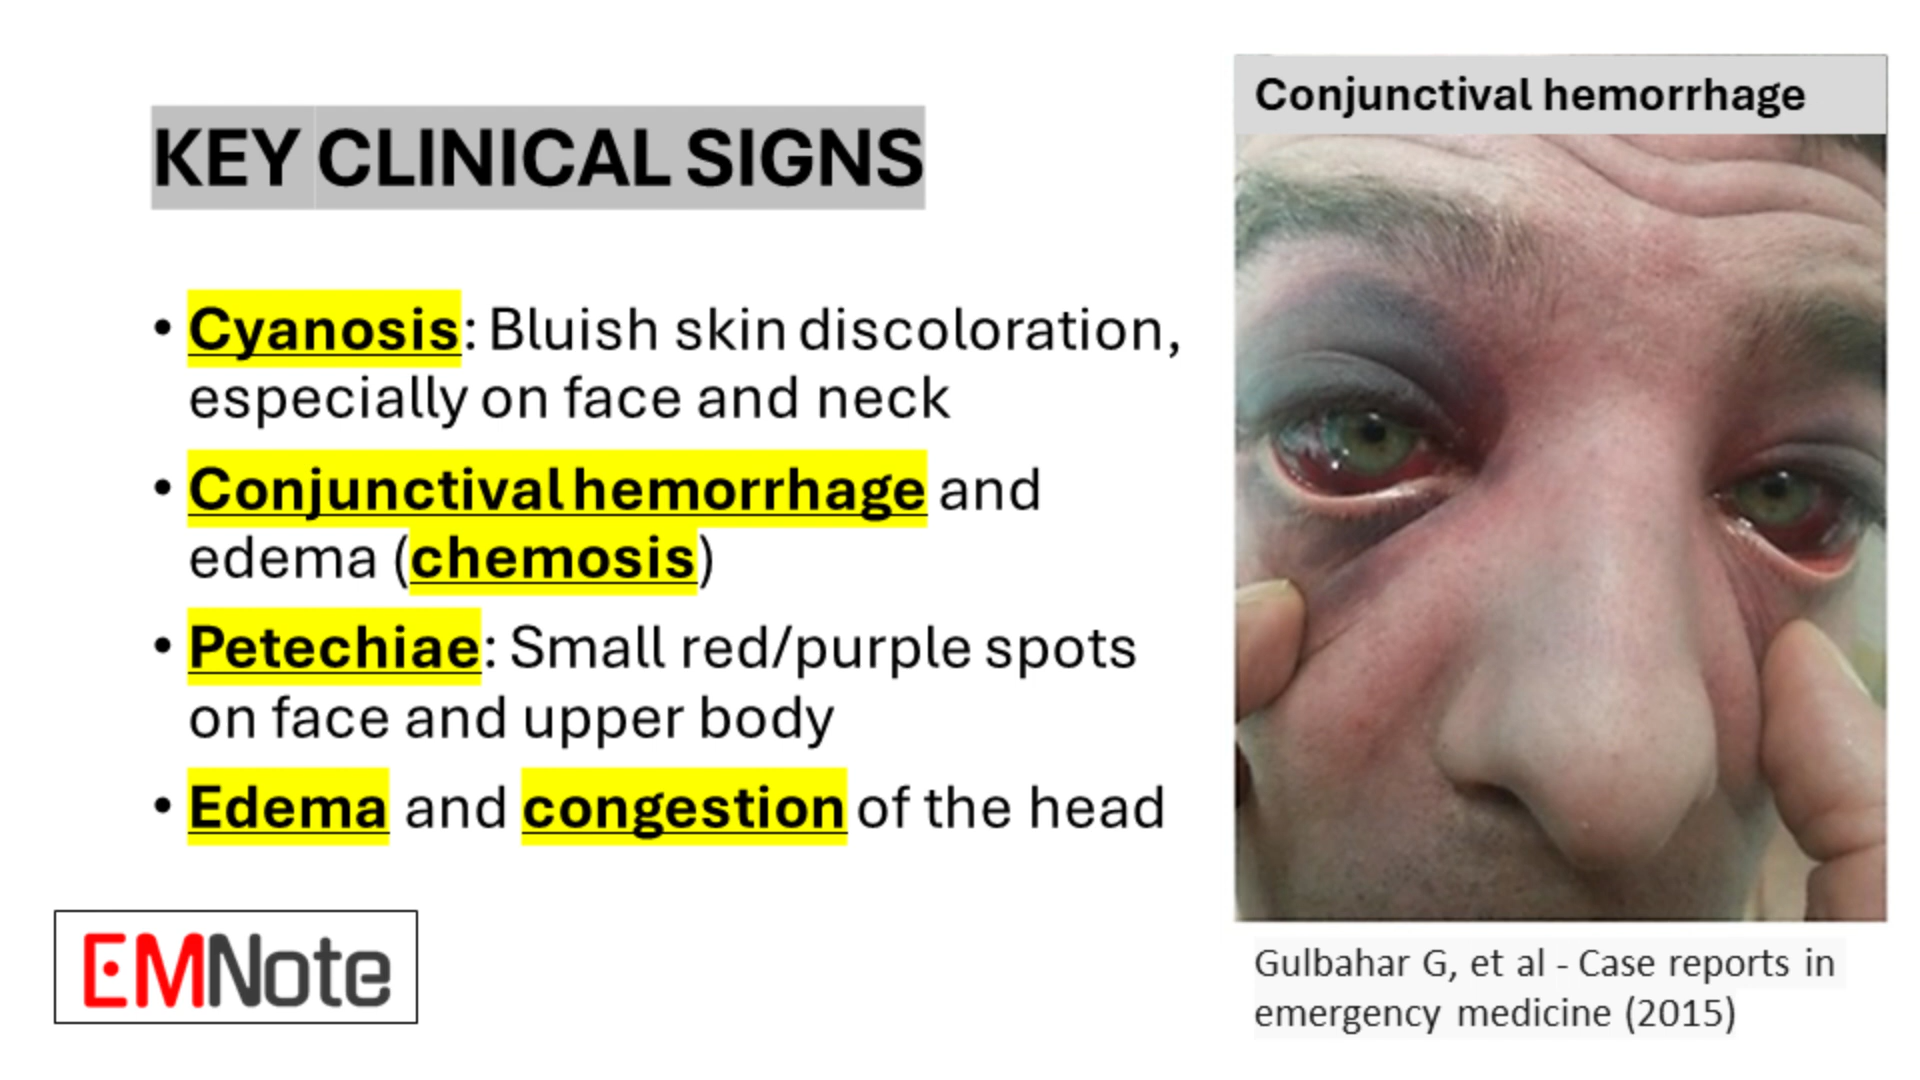 KEY CLINICAL SIGNS
• Cyanosis: Bluish skin discoloration,
especially on face and neck
• Conjunctival hemorrhage and
edema (chemosis)
• Petechiae: Small red/purple spots
on face and upper body
• Edema and congestion of the head
EMNote
Conjunctival hemorrhage
Gulbahar G, et al - Case reports in
emergency medicine (2015)